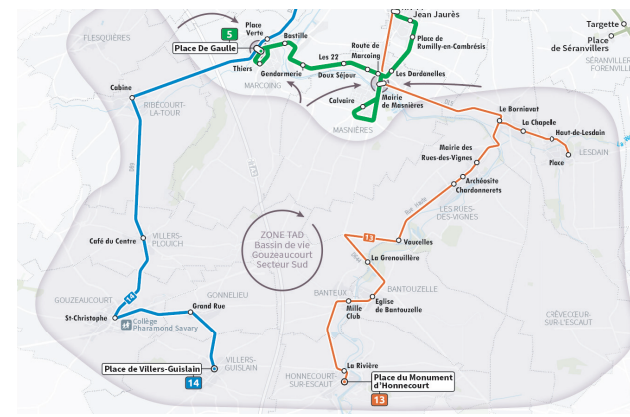 Jean Jaurès
Targette
Place
de Séranvillers
SÉRANVILLERS
FORENVILLE
FLESQUIÈRES
Place
Verte
5
Bastille
Place De Gaulle
Thiers
Gendarmerie
MARCOING
Les 22
Doux Séjour
Route de
Marcoing
Place de
Rumilly-en-Cambrésis
Les Dardanelles
Calvaire
Mairie
de Masnières
MASNIÈRES
Cabine
RIBÉCOURT-
LA-TOUR
Le Borniavat
La Chapelle
Haut-de-Lesdain
LESDAIN
Place
Mairie des
Rues-des-Vignes
Archéosite
Chardonnerets
Rue Haute
LES RUES-
DES-VIGNES
ZONE TAD
Bassin de vie
Gouzeaucourt
Secteur Sud
13
Vaucelles
Café du Centre
VILLERS-
PLOUICH
La Grenouillère
D644
GOUZEAUCOURT
14
GONNELIEU
Grand Rue
BANTEUX
BANTOUZELLE
Mille
Club
Eglise
de Bantouzelle
St-Christophe
Collège
Pharamond Savary
CRÈVECŒUR-
SUR-L'ESCAUT
Place de Villers-Guislain
14
VILLERS-
GUISLAIN
La Rivière
HONNECOURT-
SUR-ESCAUT
Place du Monument
d'Honnecourt
13